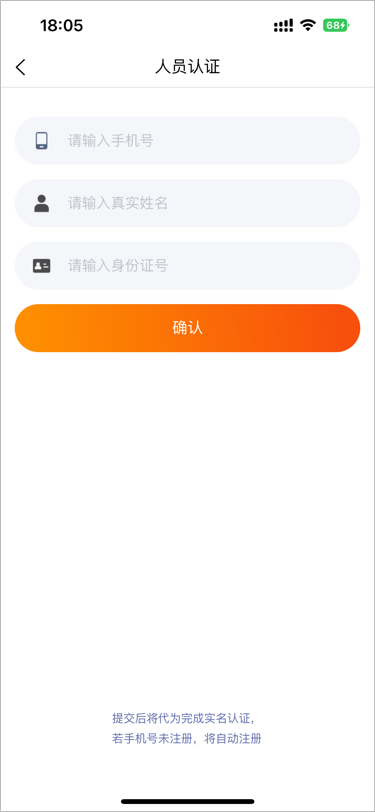 18:05
68
人员认证
请输入手机号
请输入真实姓名
请输入身份证号
确认
提交后将代为完成实名认证，
若手机号未注册，将自动注册